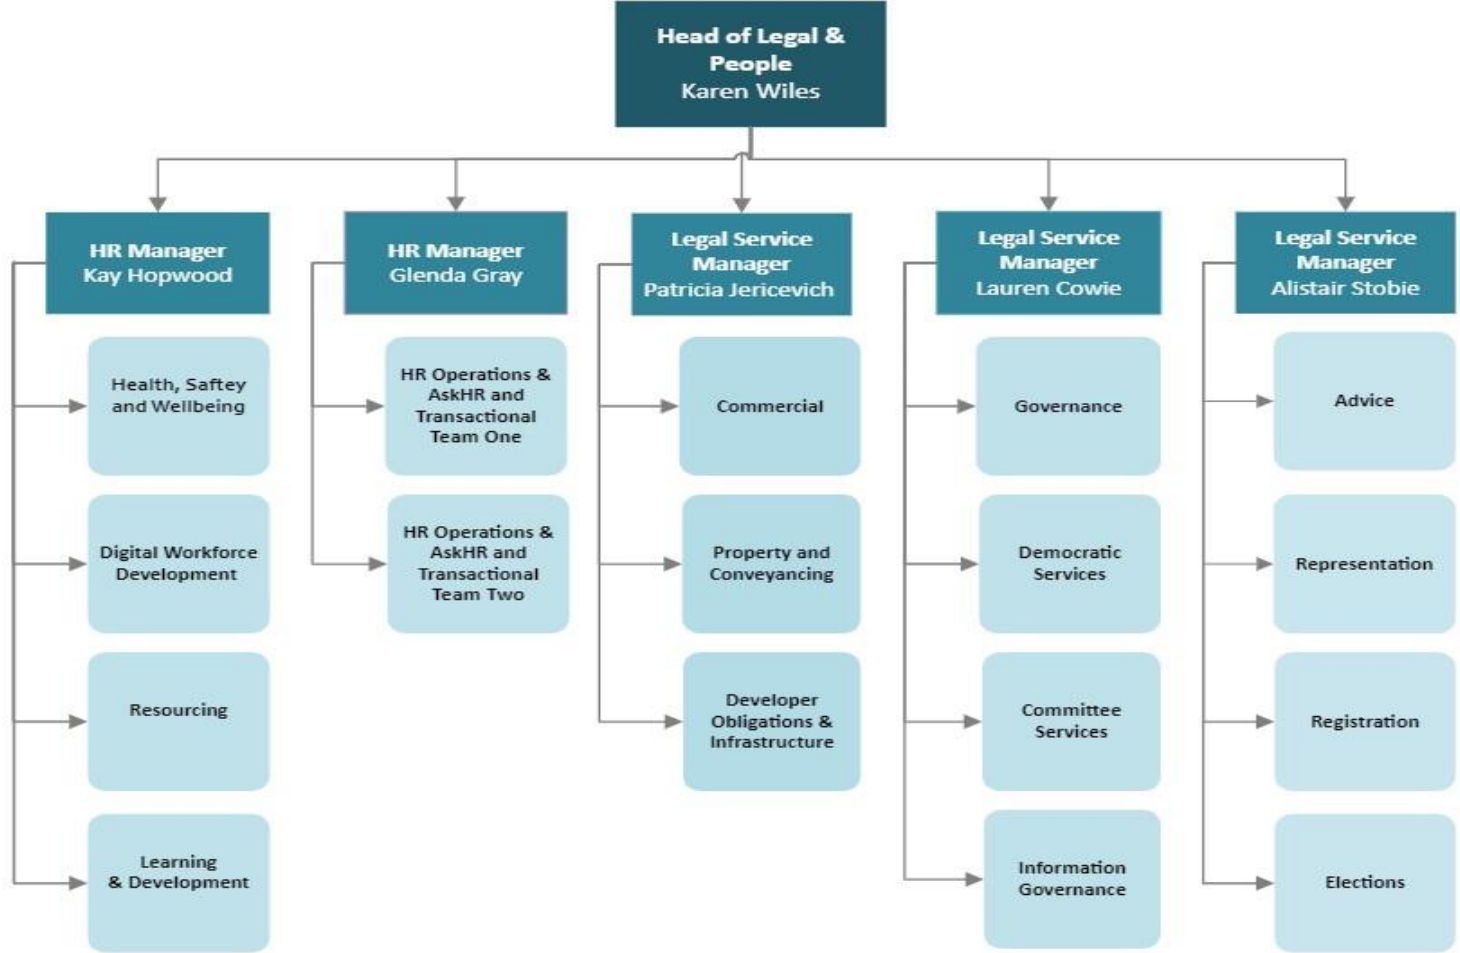 Head of Legal &
People
Karen Wiles
HR Manager
Kay Hopwood
Health, Saftey
and Wellbeing
Digital Workforce
Development
Resourcing
Learning
& Development
HR Manager
Glenda Gray
HR Operations &
AskHR and
Transactional
Team One
HR Operations &
AskHR and
Transactional
Team Two
Legal Service
Manager
Patricia Jericevich
Commercial
Property and
Conveyancing
Developer
Obligations &
Infrastructure
Legal Service
Manager
Lauren Cowie
Governance
Democratic
Services
Committee
Services
Information
Governance
Legal Service
Manager
Alistair Stobie
Advice
Representation
Registration
Elections